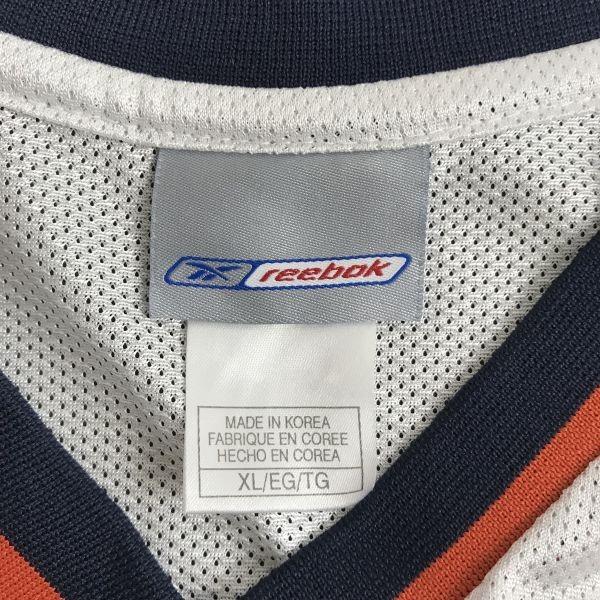 reebok
MADE IN KOREA
FABRIQUE EN COREE
HECHO EN COREA
XL/EG/TG